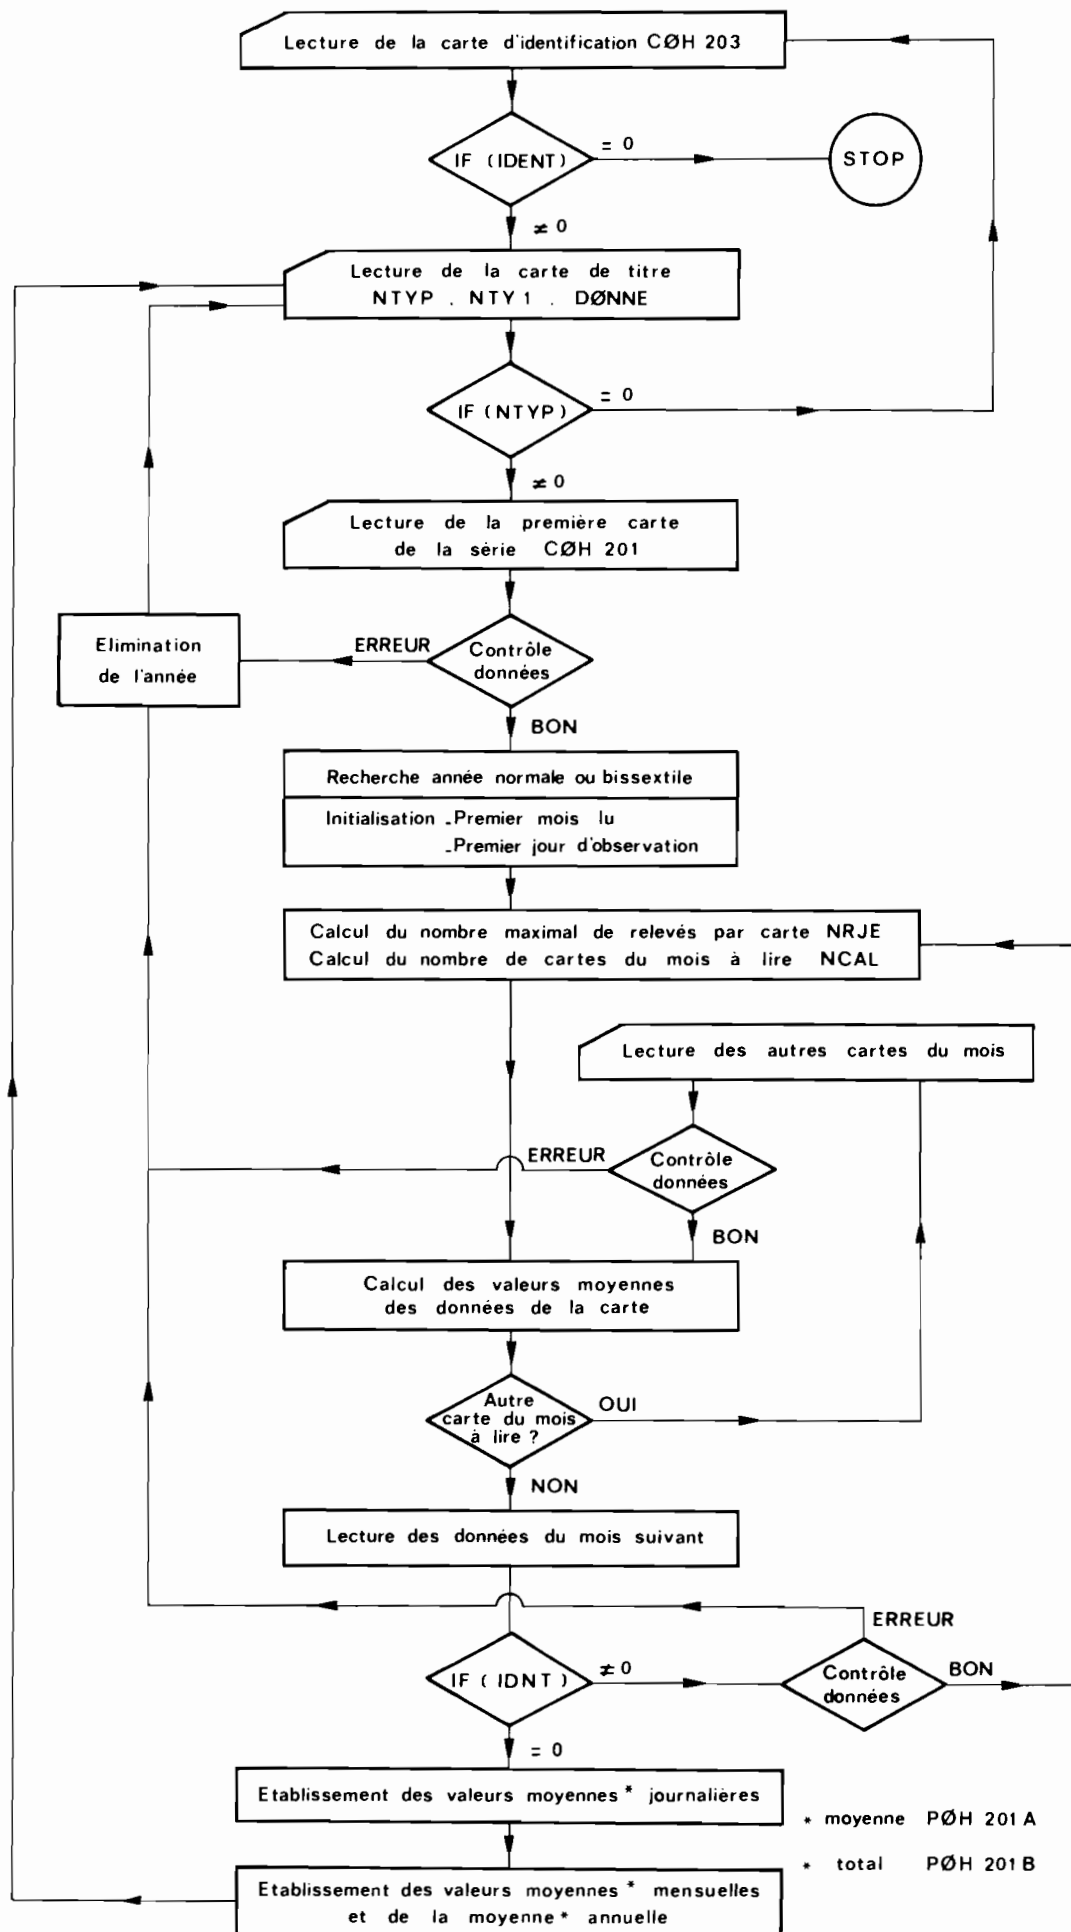 Lecture de la carte d'identification CØH 203
IF (IDENT)
= 0
STOP
≠ 0
Lecture de la carte de titre
NTYP . NTY1 . DØNNE
IF (NTYP)
= 0
≠ 0
Lecture de la première carte
de la série CØH 201
Elimination
de l'année
ERREUR
Contrôle
données
BON
Recherche année normale ou bissextile
Initialisation _Premier mois lu
_Premier jour d'observation
Calcul du nombre maximal de relevés par carte NRJE
Calcul du nombre de cartes du mois à lire NCAL
Lecture des autres cartes du mois
ERREUR
Contrôle
données
BON
Calcul des valeurs moyennes
des données de la carte
Autre
carte du mois
à lire ?
OUI
NON
Lecture des données du mois suivant
ERREUR
IF ( IDNT )
≠ 0
Contrôle
données
BON
= 0
Etablissement des valeurs moyennes * journalières
* moyenne PØH 201 A
* total PØH 201 B
Etablissement des valeurs moyennes * mensuelles
et de la moyenne * annuelle